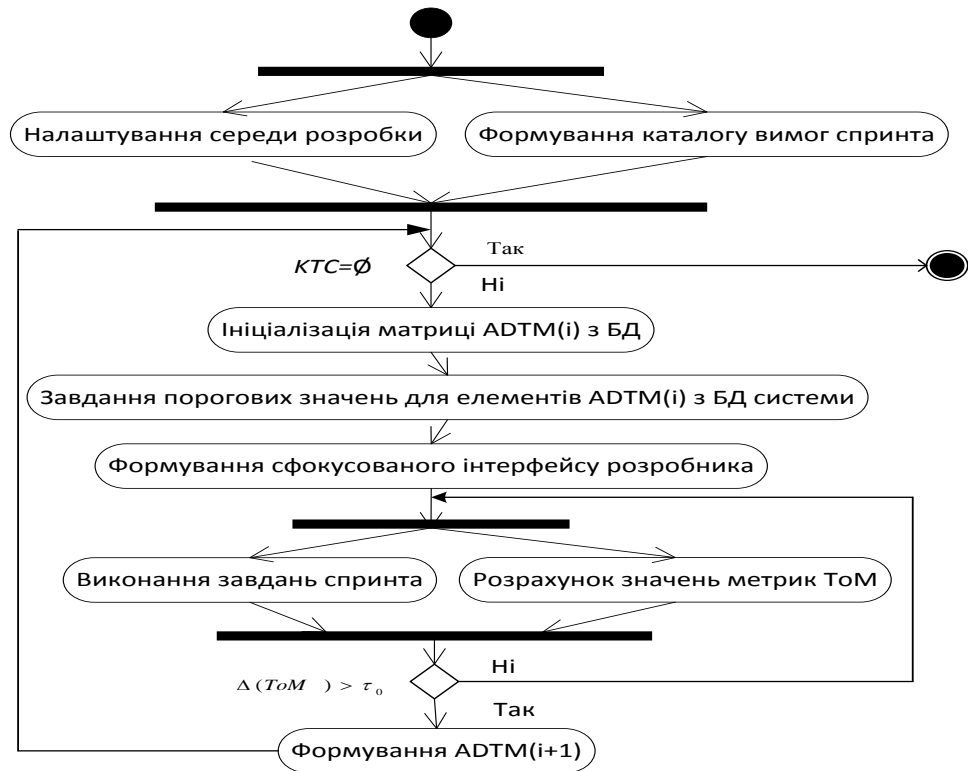 Налаштування середи розробки
Формування каталогу вимог спринта
Так
KTC=Ø
Ні
Ініціалізація матриці ADTM(i) з БД
Завдання порогових значень для елементів ADTM(i) з БД системи
Формування сфокусованого інтерфейсу розробника
Виконання завдань спринта
Розрахунок значень метрик ToM
Ні
Δ (ToM ) > τ₀
Так
Формування ADTM(i+1)